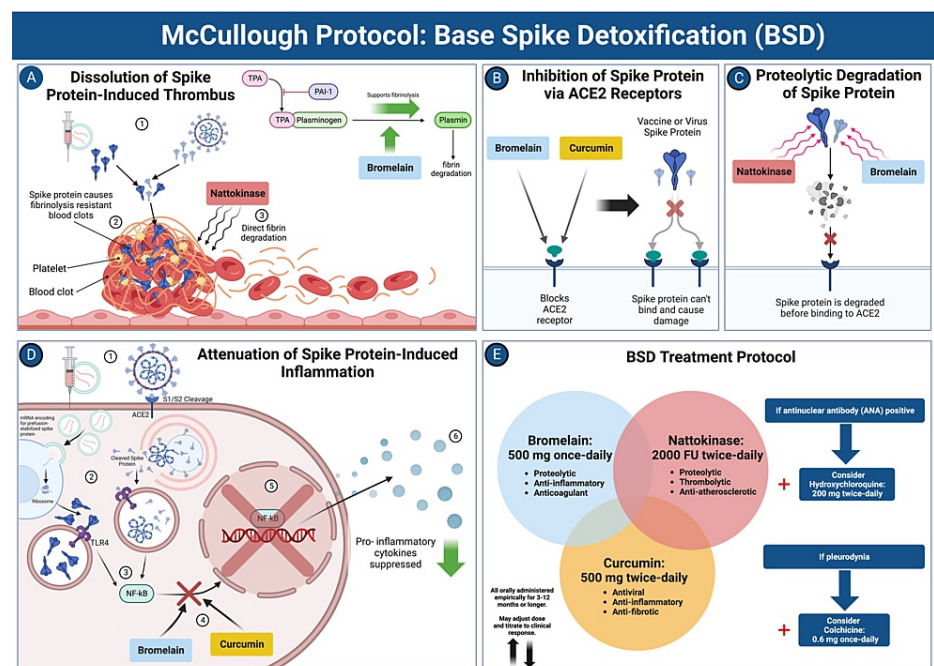 McCullough Protocol: Base Spike Detoxification (BSD)
A
Dissolution of Spike
Protein-Induced Thrombus
TPA
PAI-1
TPA
Plasminogen
Supports fibrinolysis
Plasmin
Bromelain
fibrin
degradation
1
Spike protein causes
fibrinolysis resistant
blood clots
2
Nattokinase
3
Direct fibrin
degradation
Platelet
Blood clot
B
Inhibition of Spike Protein
via ACE2 Receptors
Bromelain
Curcumin
Vaccine or Virus
Spike Protein
Blocks
ACE2
receptor
Spike protein can't
bind and cause
damage
C
Proteolytic Degradation
of Spike Protein
Nattokinase
Bromelain
Spike protein is degraded
before binding to ACE2
D
Attenuation of Spike Protein-Induced
Inflammation
1
S1/S2 Cleavage
ACE2
mRNA encoding
for prefusion-
stabilized spike
protein
Cleaved Spike
Protein
2
Ribosome
TLR4
3
NF-kB
4
Bromelain
Curcumin
5
NF-kB
6
Pro- inflammatory
cytokines
suppressed
E
BSD Treatment Protocol
Bromelain:
500 mg once-daily
• Proteolytic
• Anti-inflammatory
• Anticoagulant
Nattokinase:
2000 FU twice-daily
• Proteolytic
• Thrombolytic
• Anti-atherosclerotic
Curcumin:
500 mg twice-daily
• Antiviral
• Anti-inflammatory
• Anti-fibrotic
All orally administered
empirically for 3-12
months or longer.
May adjust dose
and titrate to clinical
response.
If antinuclear antibody (ANA) positive
+
Consider
Hydroxychloroquine:
200 mg twice-daily
If pleurodynia
+
Consider
Colchicine:
0.6 mg once-daily